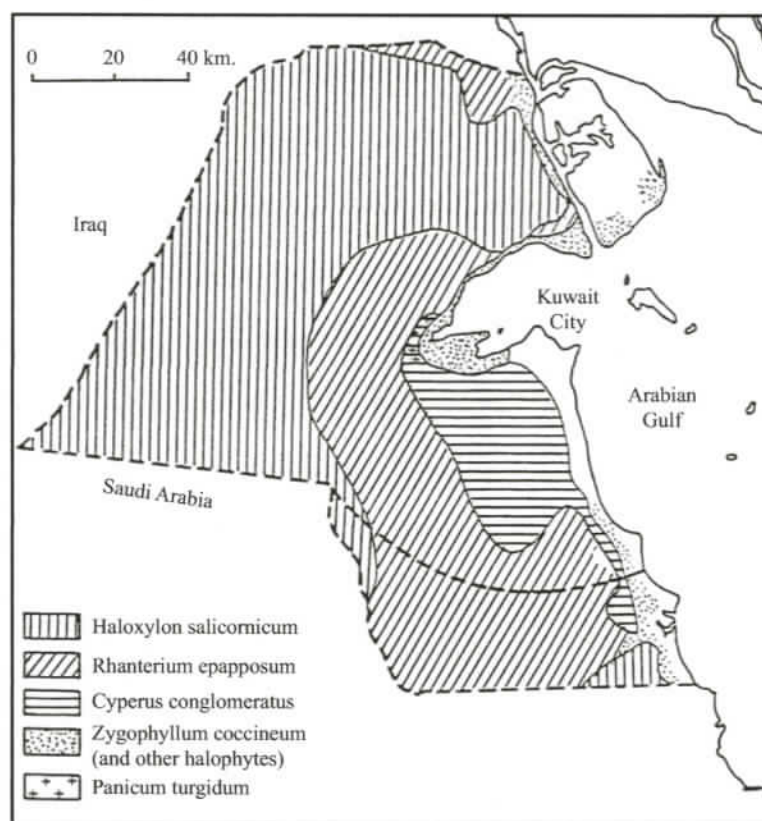 0 20 40 km.
Iraq
Kuwait
City
Arabian
Gulf
Saudi Arabia
Haloxylon salicornicum
Rhanterium epapposum
Cyperus conglomeratus
Zygophyllum coccineum
(and other halophytes)
Panicum turgidum